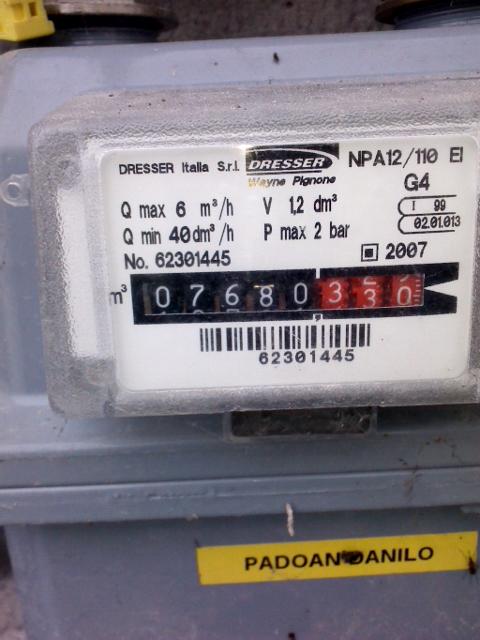 DRESSER Italia S.r.l. DRESSER NPA12/110 El
Wayne Pignone G4
Q max 6 m³/h V 1,2 dm³ I 99
Q min 40dm³/h P max 2 bar 02.01.013
No. 62301445 2007
m³ 07680330
62301445
PADOAN DANILO